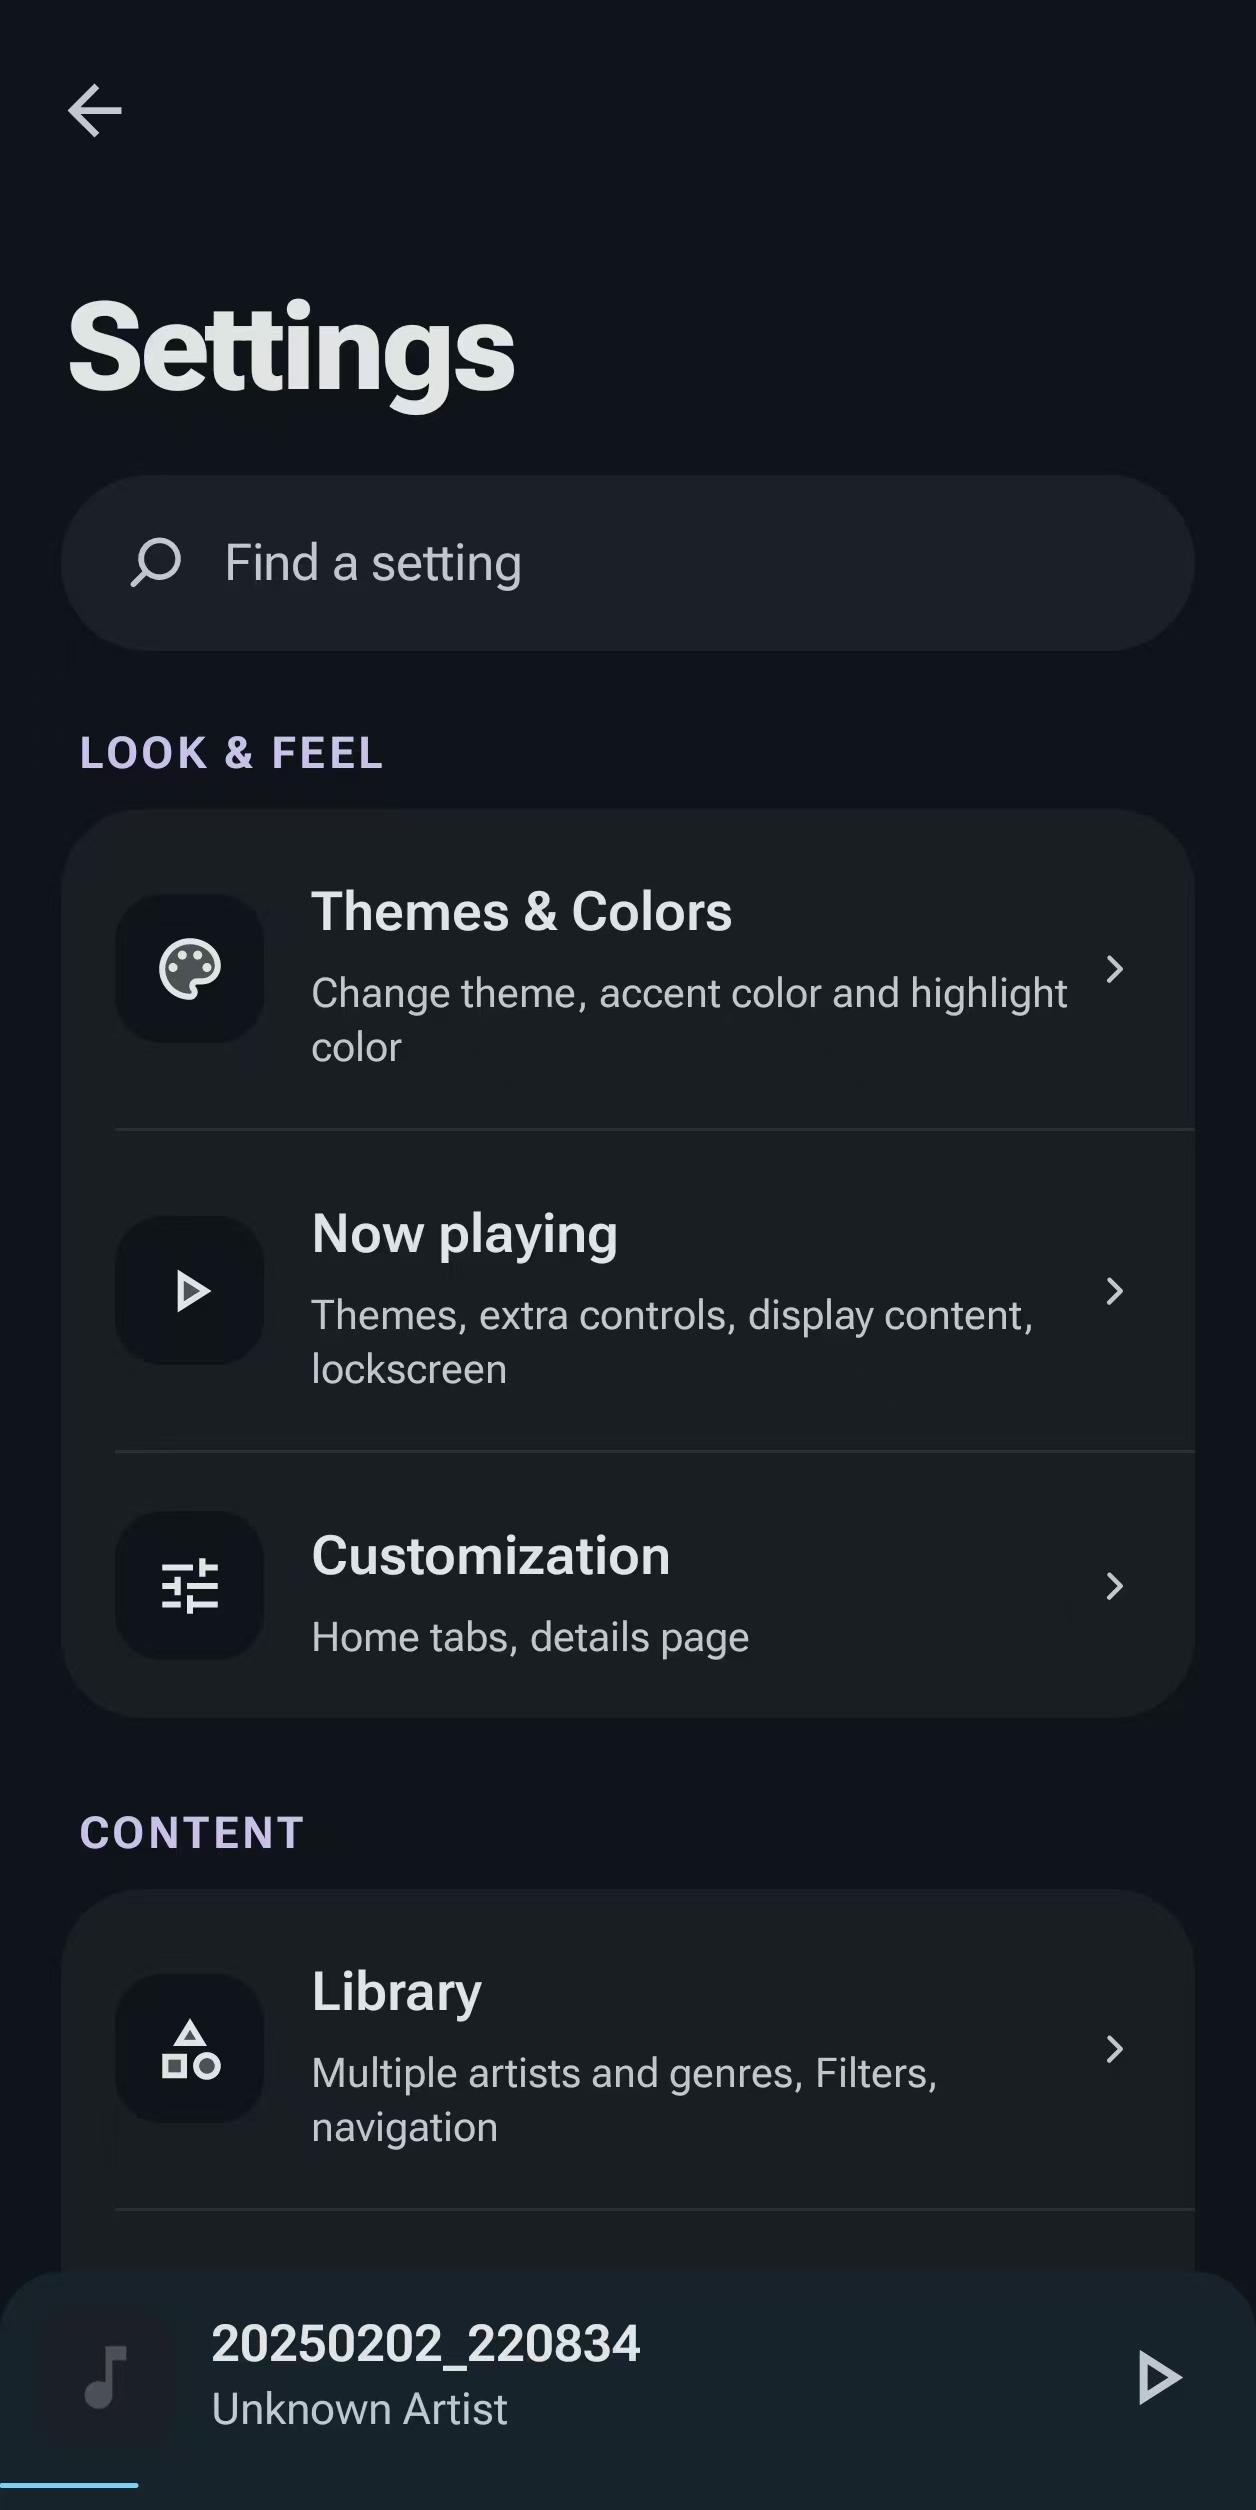 Settings
Find a setting
LOOK & FEEL
Themes & Colors
Change theme, accent color and highlight
color
Now playing
Themes, extra controls, display content,
lockscreen
Customization
Home tabs, details page
CONTENT
Library
Multiple artists and genres, Filters,
navigation
20250202_220834
Unknown Artist